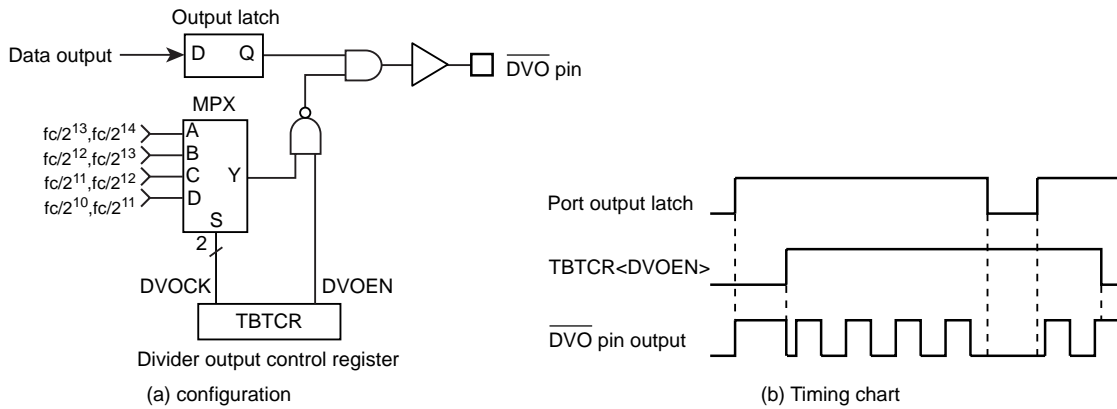 Output latch
Data output
D Q
DVO pin
MPX
fc/2^13,fc/2^14
A
fc/2^12,fc/2^13
B
fc/2^11,fc/2^12
C
Y
fc/2^10,fc/2^11
D
S
2
DVOCK
DVOEN
TBTCR
Divider output control register
(a) configuration
Port output latch
TBTCR<DVOEN>
DVO pin output
(b) Timing chart